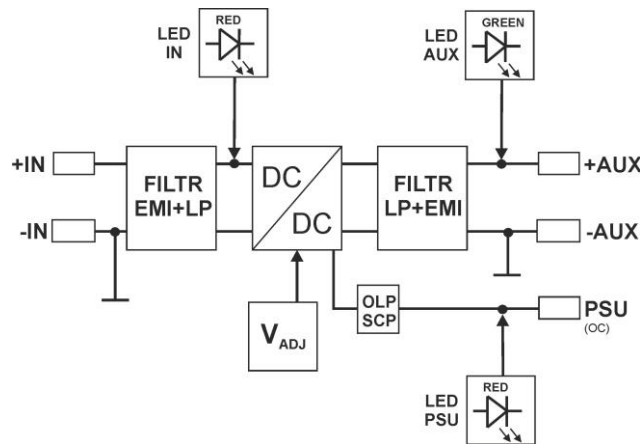 RED
LED
IN
GREEN
LED
AUX
+IN
FILTR
EMI+LP
DC
DC
FILTR
LP+EMI
+AUX
-IN
-AUX
VADJ
OLP
SCP
PSU
(OC)
LED
PSU
RED